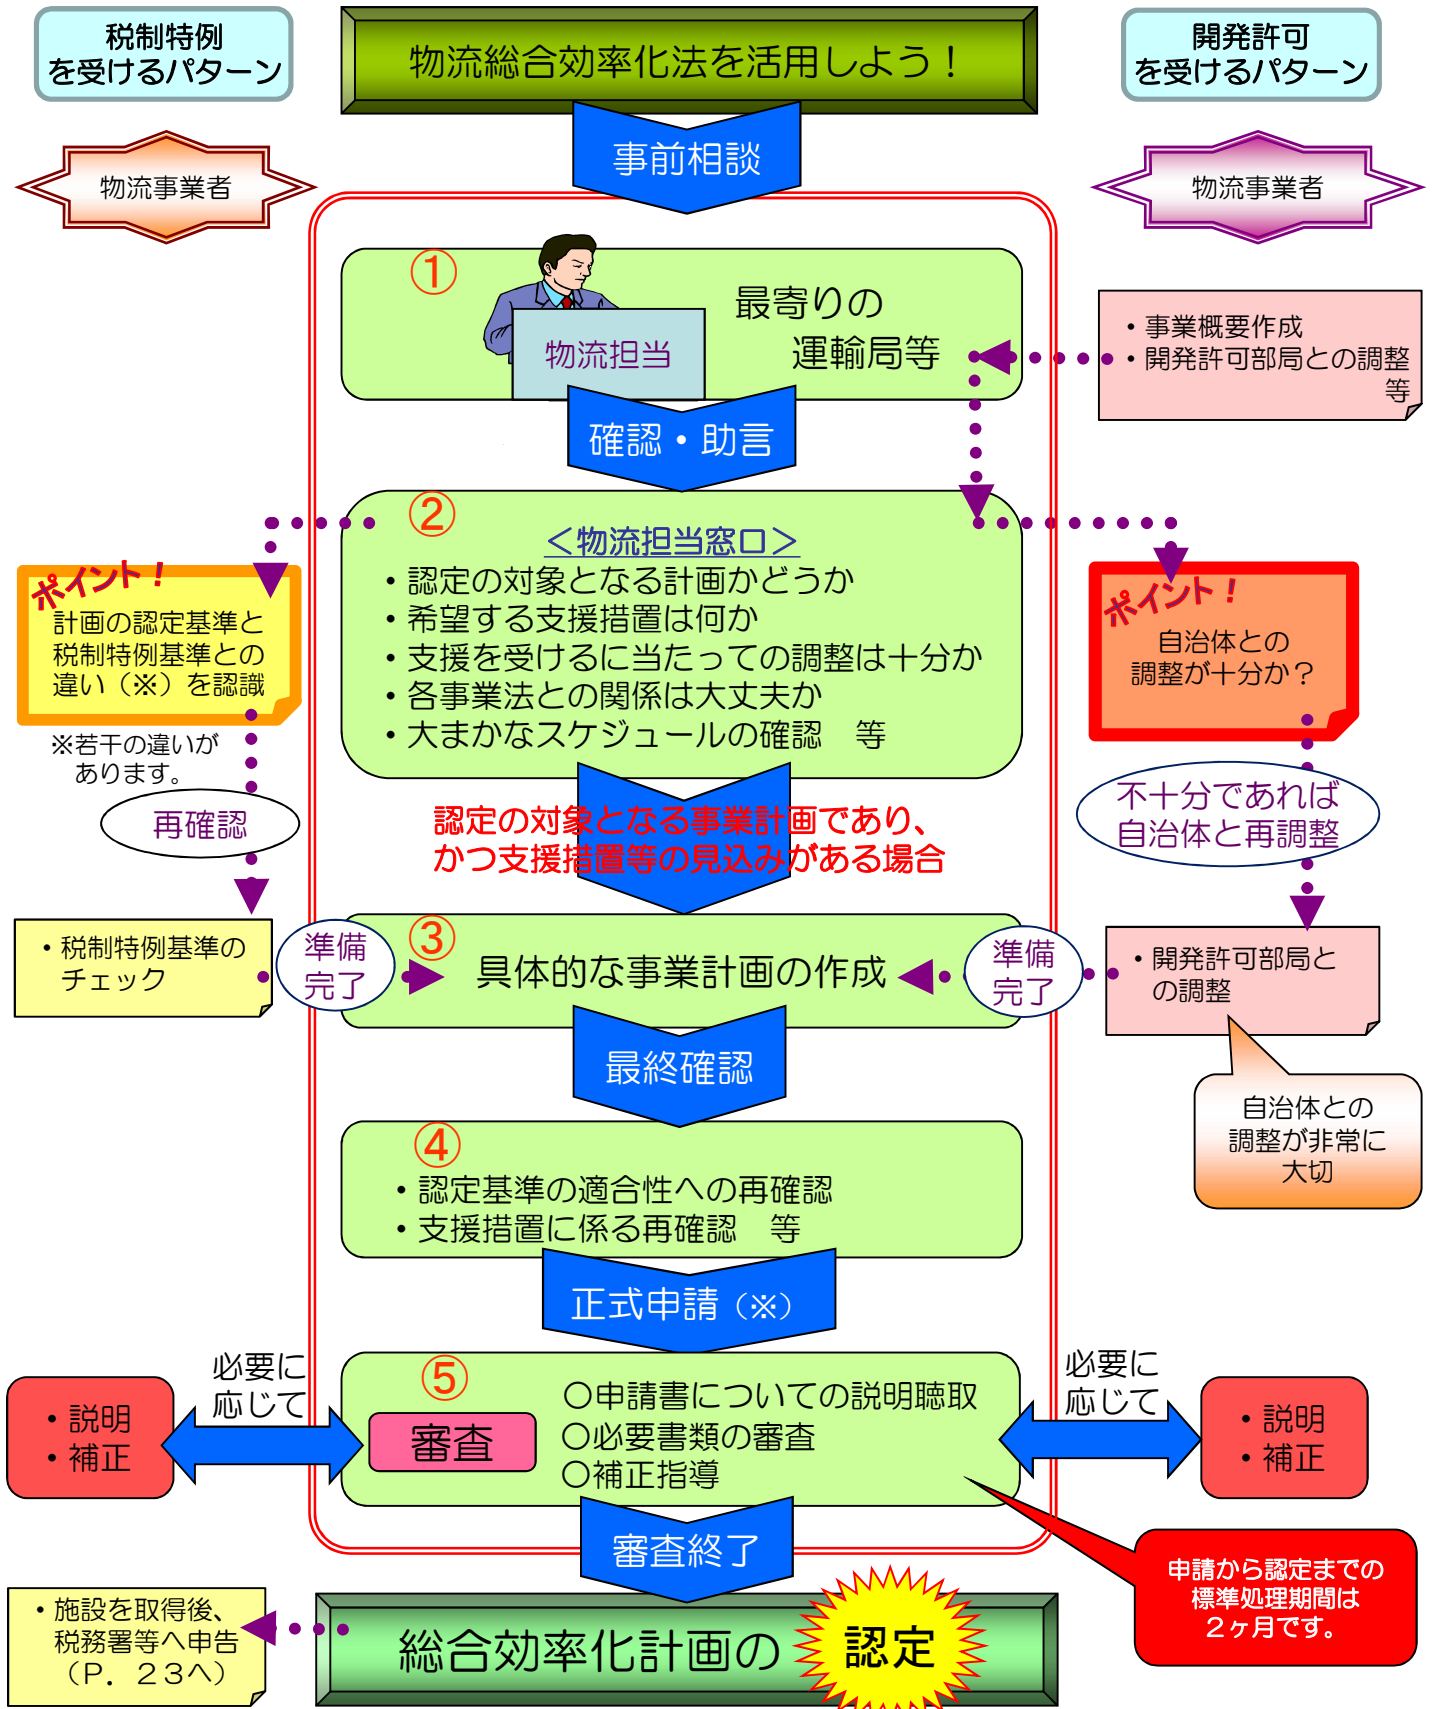 税制特例
を受けるパターン
物流総合効率化法を活用しよう！
開発許可
を受けるパターン
事前相談
物流事業者
物流事業者
①
最寄りの
運輸局等
物流担当
・事業概要作成
・開発許可部局との調整
等
確認・助言
②
＜物流担当窓口＞
・認定の対象となる計画かどうか
・希望する支援措置は何か
・支援を受けるに当たっての調整は十分か
・各事業法との関係は大丈夫か
・大まかなスケジュールの確認　等
ポイント！
計画の認定基準と
税制特例基準との
違い（※）を認識
※若干の違いが
あります。
再確認
ポイント！
自治体との
調整が十分か？
不十分であれば
自治体と再調整
認定の対象となる事業計画であり、
かつ支援措置等の見込みがある場合
・税制特例基準の
チェック
準備
完了
③
具体的な事業計画の作成
準備
完了
・開発許可部局と
の調整
自治体との
調整が非常に
大切
最終確認
④
・認定基準の適合性への再確認
・支援措置に係る再確認　等
正式申請（※）
必要に
応じて
・説明
・補正
⑤
審査
○申請書についての説明聴取
○必要書類の審査
○補正指導
必要に
応じて
・説明
・補正
審査終了
申請から認定までの
標準処理期間は
２ヶ月です。
・施設を取得後、
税務署等へ申告
（Ｐ．２３へ）
総合効率化計画の
認定